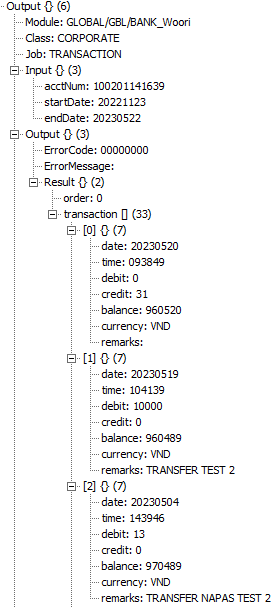 Output {} (6)
Module: GLOBAL/GBL/BANK_Woori
Class: CORPORATE
Job: TRANSACTION
Input {} (3)
acctNum: 100201141639
startDate: 20221123
endDate: 20230522
Output {} (3)
ErrorCode: 00000000
ErrorMessage:
Result {} (2)
order: 0
transaction [] (33)
[0] {} (7)
date: 20230520
time: 093849
debit: 0
credit: 31
balance: 960520
currency: VND
remarks:
[1] {} (7)
date: 20230519
time: 104139
debit: 10000
credit: 0
balance: 960489
currency: VND
remarks: TRANSFER TEST 2
[2] {} (7)
date: 20230504
time: 143946
debit: 13
credit: 0
balance: 970489
currency: VND
remarks: TRANSFER NAPAS TEST 2